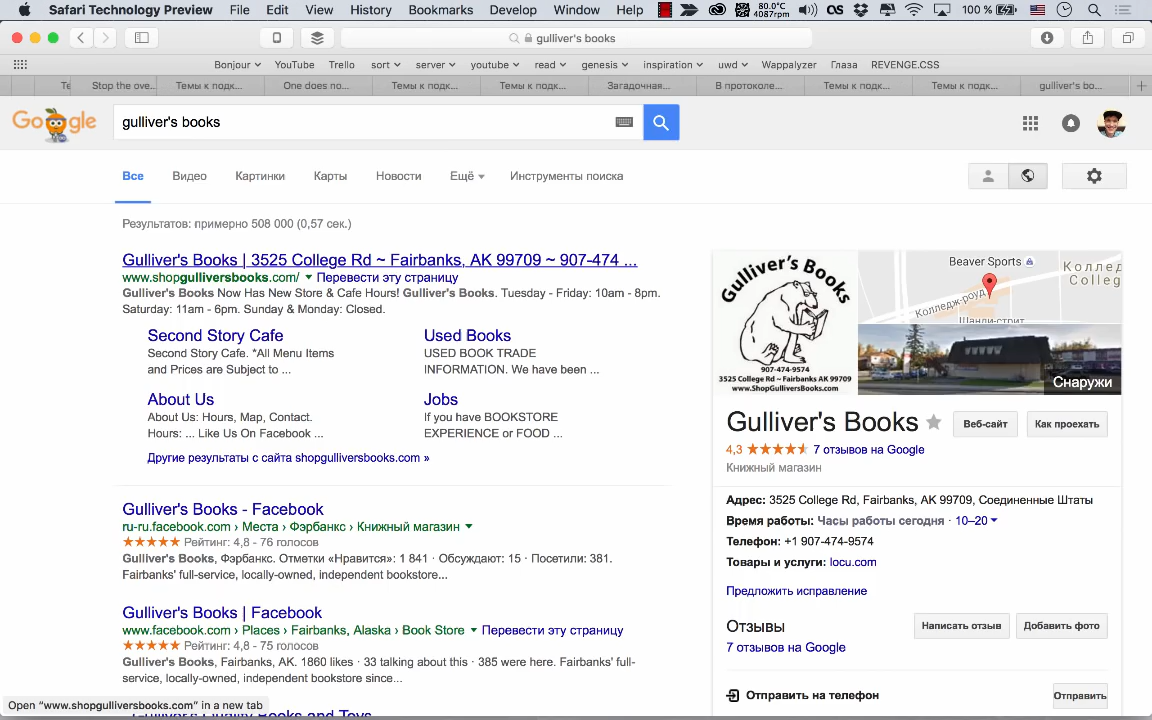 Safari Technology Preview File Edit View History Bookmarks Develop Window Help 80.0°C 4087rpm 100 %
gulliver's books
Bonjour YouTube Trello sort server youtube read genesis inspiration uwd Wappalyzer Глаза REVENGE.CSS
Те Stop the ove... Темы к подк... One does no... Темы к подк... Темы к подк... Загадочная... В протоколе... Темы к подк... Темы к подк... gulliver's bo...
Google gulliver's books
Все Видео Картинки Карты Новости Ещё Инструменты поиска
Результатов: примерно 508 000 (0,57 сек.)
Gulliver's Books | 3525 College Rd ~ Fairbanks, AK 99709 ~ 907-474 ...
www.shopgulliversbooks.com/ Перевести эту страницу
Gulliver's Books Now Has New Store & Cafe Hours! Gulliver's Books. Tuesday - Friday: 10am - 8pm.
Saturday: 11am - 6pm. Sunday & Monday: Closed.
Second Story Cafe
Second Story Cafe. *All Menu Items
and Prices are Subject to ...
Used Books
USED BOOK TRADE
INFORMATION. We have been ...
About Us
About Us: Hours, Map, Contact.
Hours: ... Like Us On Facebook ...
Jobs
If you have BOOKSTORE
EXPERIENCE or FOOD ...
Другие результаты с сайта shopgulliversbooks.com »
Gulliver's Books - Facebook
ru-ru.facebook.com › Места › Фэрбанкс › Книжный магазин
Рейтинг: 4,8 - 76 голосов
Gulliver's Books, Фэрбанкс. Отметки «Нравится»: 1 841 · Обсуждают: 15 · Посетили: 381.
Fairbanks' full-service, locally-owned, independent bookstore...
Gulliver's Books | Facebook
www.facebook.com › Places › Fairbanks, Alaska › Book Store Перевести эту страницу
Рейтинг: 4,8 - 75 голосов
Gulliver's Books, Fairbanks, AK. 1860 likes · 33 talking about this · 385 were here. Fairbanks' full-
service, locally-owned, independent bookstore since...
Gulliver's Quality Books and Toys
Open “www.shopgulliversbooks.com” in a new tab
Gulliver's Books
907-474-9574
3525 College Rd ~ Fairbanks AK 99709
www.ShopGulliversBooks.com
Beaver Sports
Колледж-роуд
Шанди-стрит
Снаружи
Gulliver's Books Веб-сайт Как проехать
4,3 7 отзывов на Google
Книжный магазин
Адрес: 3525 College Rd, Fairbanks, AK 99709, Соединенные Штаты
Время работы: Часы работы сегодня · 10–20
Телефон: +1 907-474-9574
Товары и услуги: locu.com
Предложить исправление
Отзывы Написать отзыв Добавить фото
7 отзывов на Google
Отправить на телефон Отправить